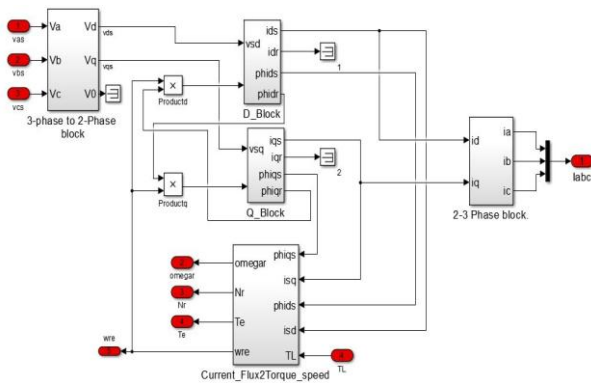 1
vas
2
vbs
3
vcs
Va
Vb
Vc
Vd
Vq
V0
vds
vqs
3-phase to 2-Phase
block
Productd
Productq
vsd
ids
idr
phids
phidr
1
D_Block
vsq
iqs
iqr
phiqs
phiqr
2
Q_Block
id
iq
ia
ib
ic
2-3 Phase block.
1
Iabc
omegar
Nr
Te
wre
omegar
Nr
4
Te
wre
phiqs
isq
phids
isd
TL
4
TL
Current_Flux2Torque_speed